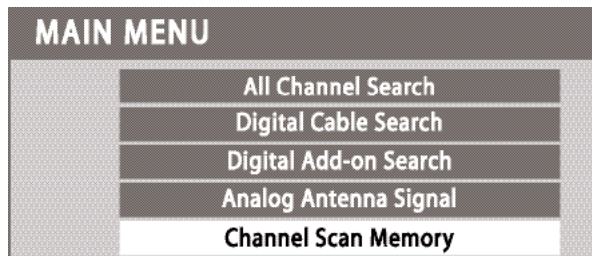 MAIN MENU
All Channel Search
Digital Cable Search
Digital Add-on Search
Analog Antenna Signal
Channel Scan Memory